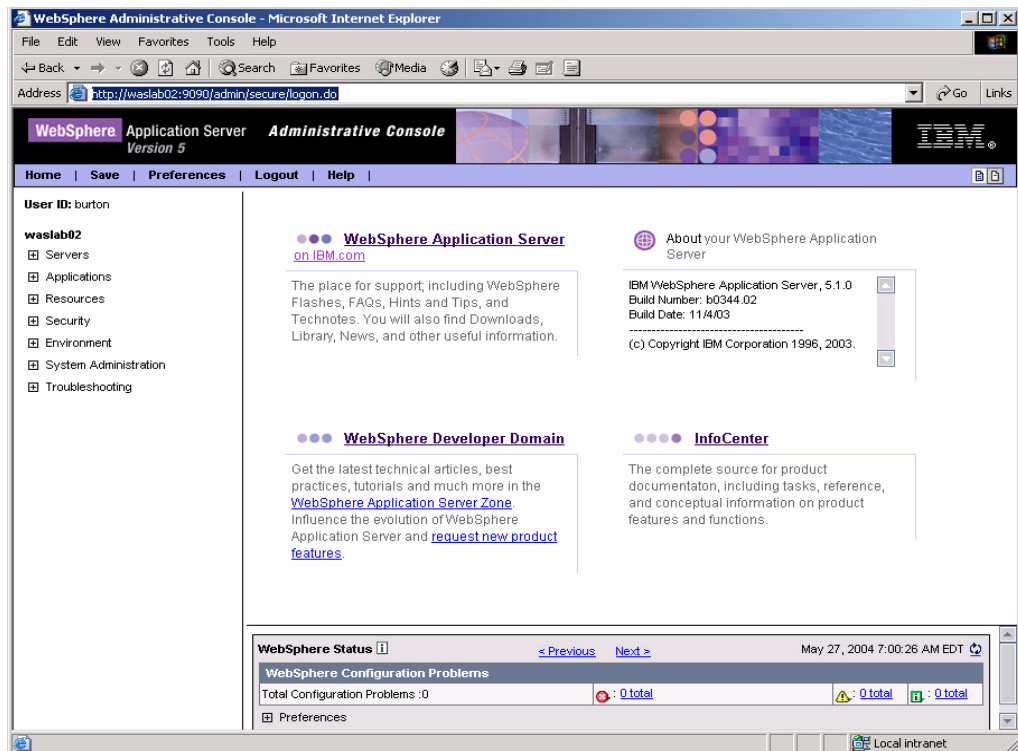 WebSphere Administrative Console - Microsoft Internet Explorer
File Edit View Favorites Tools Help
Back Search Favorites Media
Address http://waslab02:9090/admin/secure/logon.do Go Links
WebSphere Application Server Administrative Console
Version 5
IBM®
Home | Save | Preferences | Logout | Help |
User ID: burton
waslab02
Servers
Applications
Resources
Security
Environment
System Administration
Troubleshooting
WebSphere Application Server
on IBM.com
The place for support; including WebSphere
Flashes, FAQs, Hints and Tips, and
Technotes. You will also find Downloads,
Library, News, and other useful information.
About your WebSphere Application
Server
IBM WebSphere Application Server, 5.1.0
Build Number: b0344.02
Build Date: 11/4/03
----------------------------------------
(c) Copyright IBM Corporation 1996, 2003.
WebSphere Developer Domain
Get the latest technical articles, best
practices, tutorials and much more in the
WebSphere Application Server Zone.
Influence the evolution of WebSphere
Application Server and request new product
features.
InfoCenter
The complete source for product
documentaton, including tasks, reference,
and conceptual information on product
features and functions.
WebSphere Status i < Previous Next > May 27, 2004 7:00:26 AM EDT
WebSphere Configuration Problems
Total Configuration Problems :0 : 0 total : 0 total : 0 total
Preferences
Local intranet